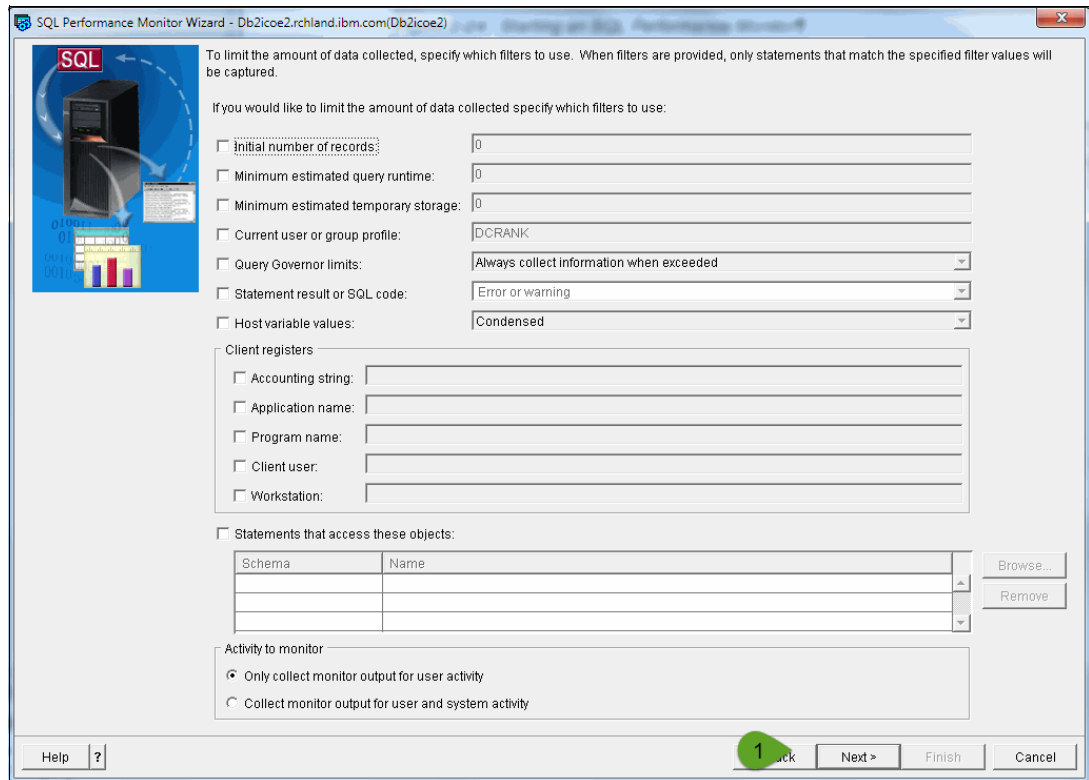 SQL Performance Monitor Wizard - Db2icoe2.rchland.ibm.com(Db2icoe2)
Starting an SQL Performance Monitor
SQL
To limit the amount of data collected, specify which filters to use. When filters are provided, only statements that match the specified filter values will
be captured.
If you would like to limit the amount of data collected specify which filters to use:
Initial number of records: 0
Minimum estimated query runtime: 0
Minimum estimated temporary storage: 0
Current user or group profile: DCRANK
Query Governor limits: Always collect information when exceeded
Statement result or SQL code: Error or warning
Host variable values: Condensed
Client registers
Accounting string:
Application name:
Program name:
Client user:
Workstation:
Statements that access these objects:
Schema Name
Browse...
Remove
Activity to monitor
Only collect monitor output for user activity
Collect monitor output for user and system activity
Help ? 1 ck Next > Finish Cancel